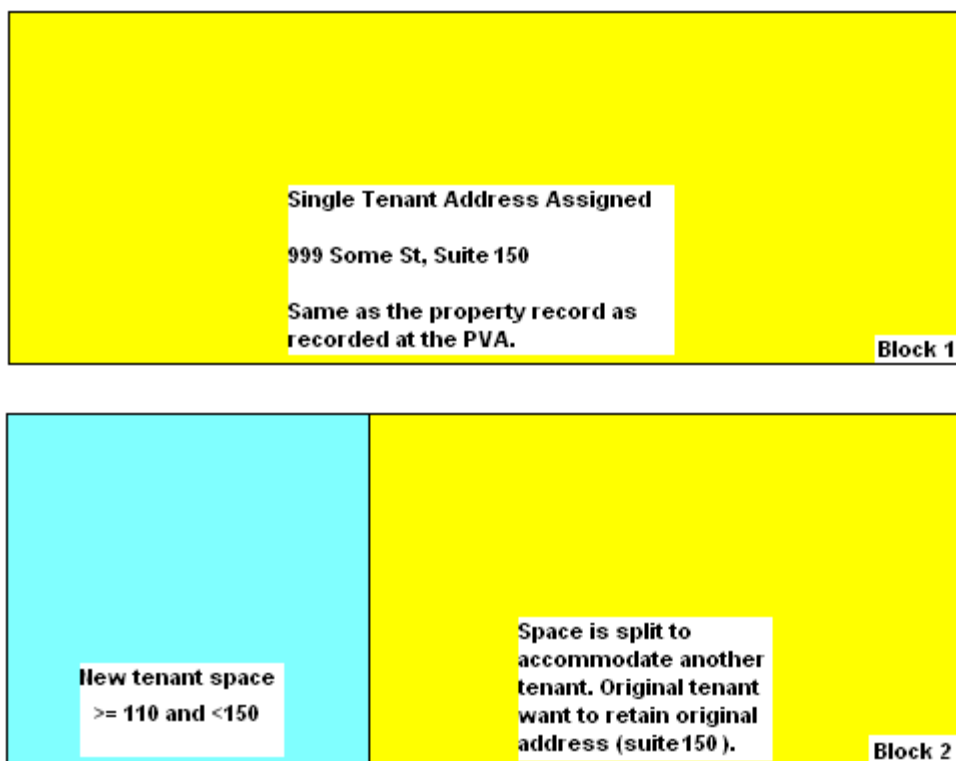 Single Tenant Address Assigned
999 Some St, Suite 150
Same as the property record as
recorded at the PVA.
Block 1
New tenant space
>= 110 and <150
Space is split to
accommodate another
tenant. Original tenant
want to retain original
address (suite 150 ).
Block 2